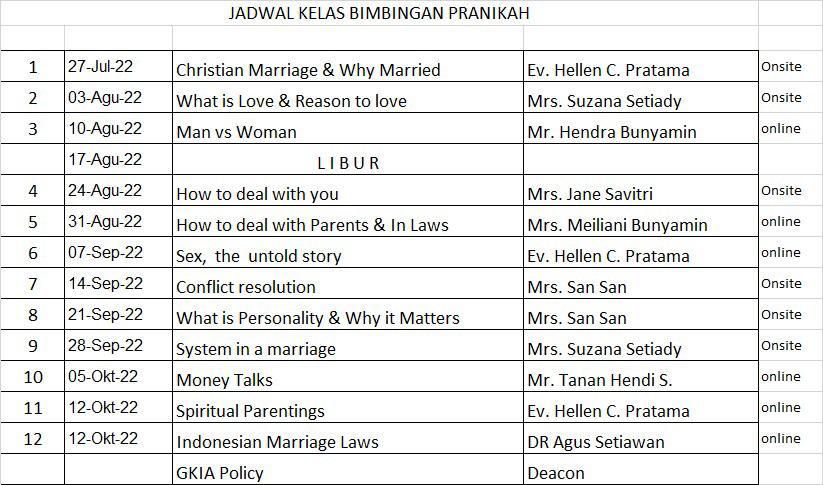 JADWAL KELAS BIMBINGAN PRANIKAH
1 27-Jul-22 Christian Marriage & Why Married Ev. Hellen C. Pratama Onsite
2 03-Agu-22 What is Love & Reason to love Mrs. Suzana Setiady Onsite
3 10-Agu-22 Man vs Woman Mr. Hendra Bunyamin online
17-Agu-22 L I B U R
4 24-Agu-22 How to deal with you Mrs. Jane Savitri Onsite
5 31-Agu-22 How to deal with Parents & In Laws Mrs. Meiliani Bunyamin online
6 07-Sep-22 Sex, the untold story Ev. Hellen C. Pratama online
7 14-Sep-22 Conflict resolution Mrs. San San Onsite
8 21-Sep-22 What is Personality & Why it Matters Mrs. San San Onsite
9 28-Sep-22 System in a marriage Mrs. Suzana Setiady Onsite
10 05-Okt-22 Money Talks Mr. Tanan Hendi S. online
11 12-Okt-22 Spiritual Parentings Ev. Hellen C. Pratama online
12 12-Okt-22 Indonesian Marriage Laws DR Agus Setiawan online
GKIA Policy Deacon